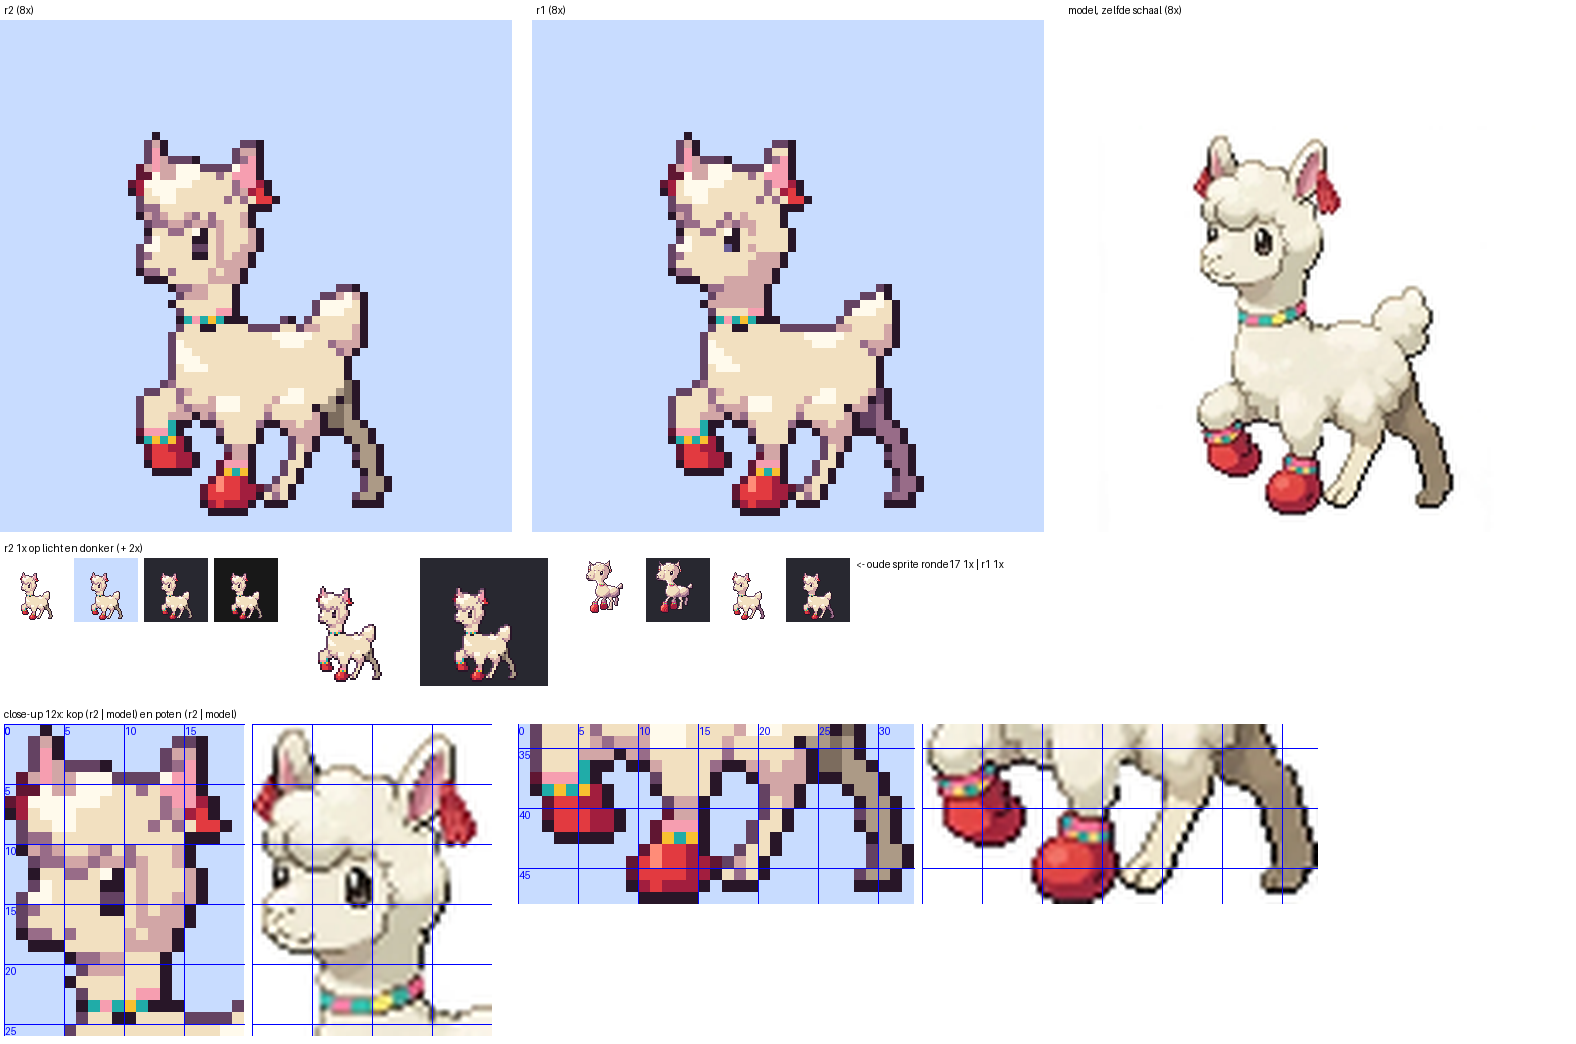 r2 (8x)
r1 (8x)
model, zelfde schaal (8x)
r2 1x op licht en donker (+ 2x)
<- oude sprite ronde17 1x | r1 1x
close-up 12x: kop (r2 | model) en poten (r2 | model)
0 5 10 15
5
10
15
20
25
0 5 10 15 20 25 30
35
40
45